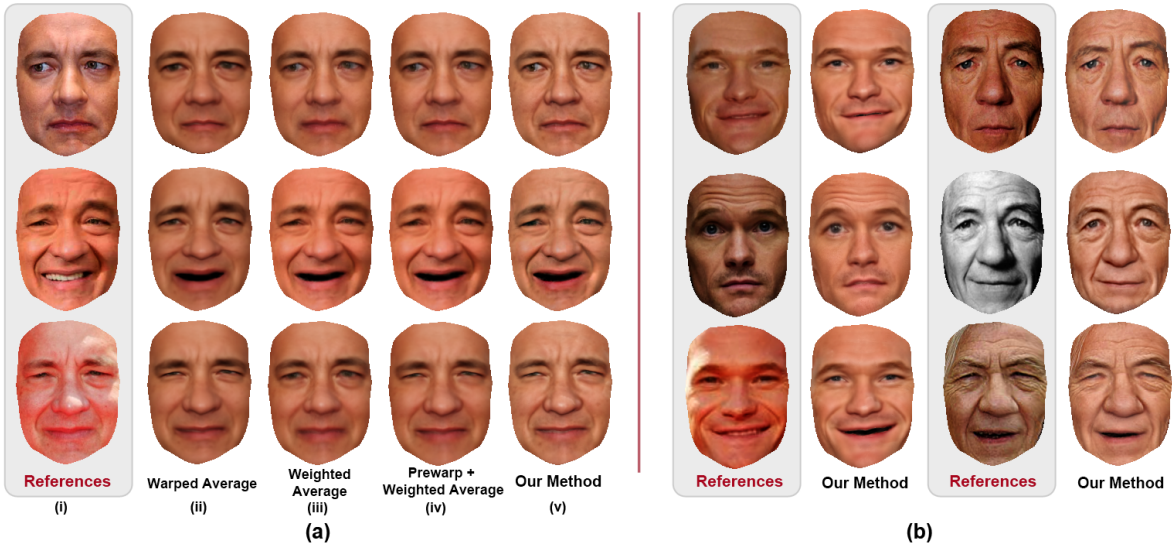 References
Warped Average
Weighted
Average
Prewarp +
Weighted Average
Our Method
(i)
(ii)
(iii)
(iv)
(v)
(a)
References
Our Method
References
Our Method
(b)